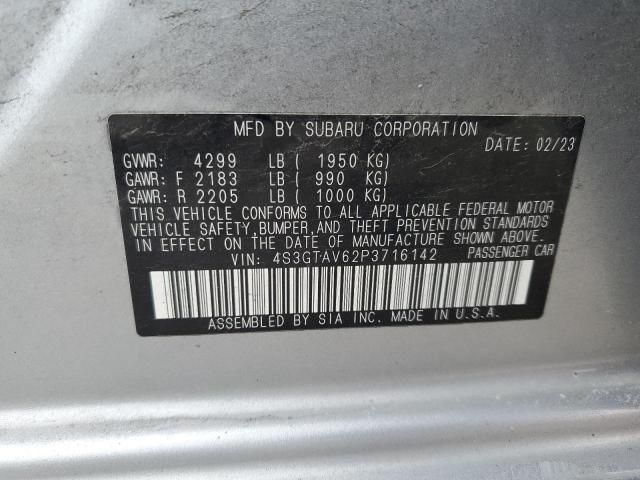 MFD BY SUBARU CORPORATION
DATE: 02/23
GVWR: 4299 LB ( 1950 KG)
GAWR: F 2183 LB ( 990 KG)
GAWR: R 2205 LB ( 1000 KG)
THIS VEHICLE CONFORMS TO ALL APPLICABLE FEDERAL MOTOR
VEHICLE SAFETY, BUMPER, AND THEFT PREVENTION STANDARDS
IN EFFECT ON THE DATE OF MANUFACTURE SHOWN ABOVE.
VIN: 4S3GTAV62P3716142 PASSENGER CAR
ASSEMBLED BY SIA INC. MADE IN U.S.A.